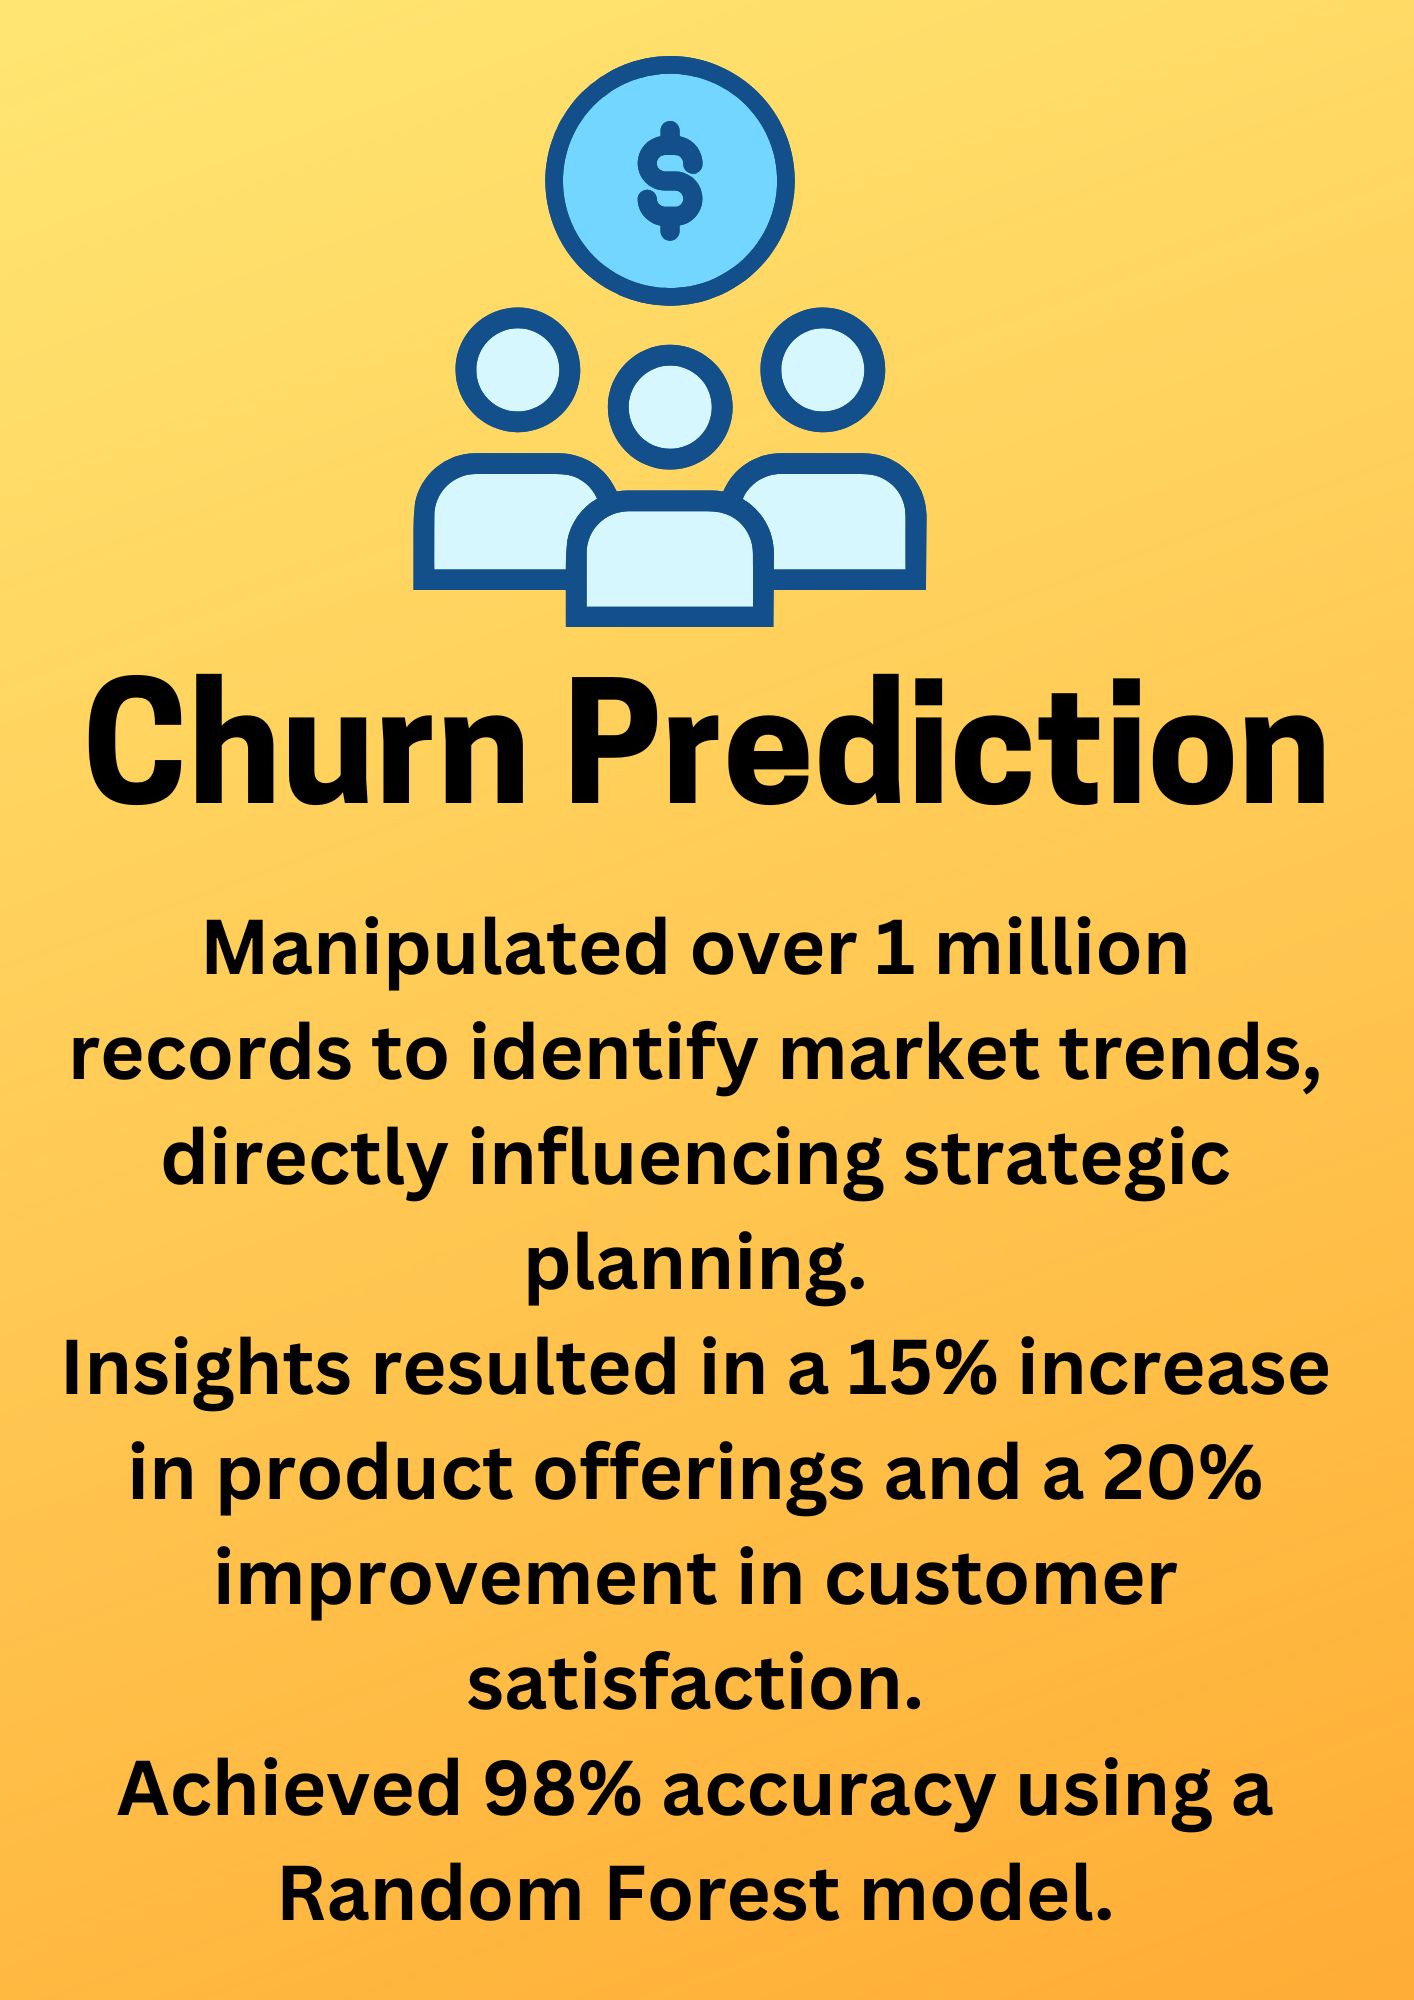 $
Churn Prediction
Manipulated over 1 million
records to identify market trends,
directly influencing strategic
planning.
Insights resulted in a 15% increase
in product offerings and a 20%
improvement in customer
satisfaction.
Achieved 98% accuracy using a
Random Forest model.